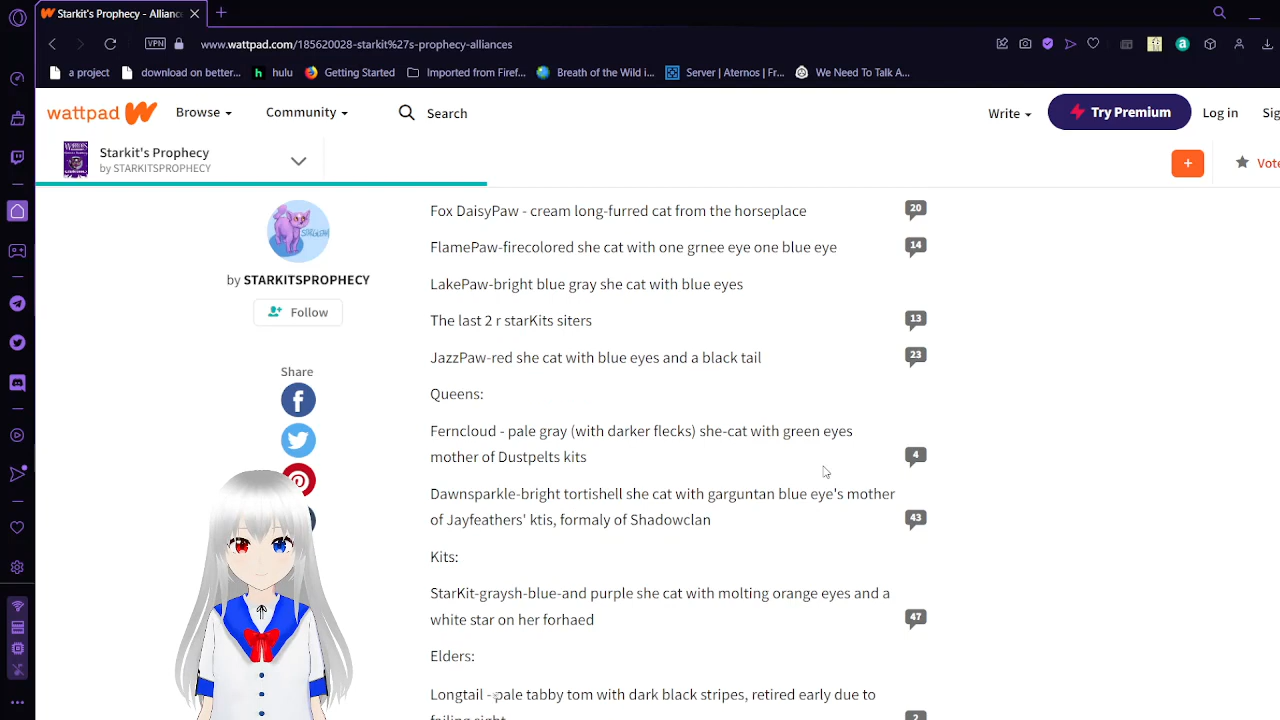 Starkit's Prophecy - Alliance
www.wattpad.com/185620028-starkit%27s-prophecy-alliances
VPN
a project
download on better...
hulu
Getting Started
Imported from Firef...
Breath of the Wild i...
Server | Aternos | Fr...
We Need To Talk A...
wattpad
Browse
Community
Search
Write
Try Premium
Log in
Sig
Starkit's Prophecy
by STARKITSPROPHECY
Vote
by STARKITSPROPHECY
Follow
Share
Fox DaisyPaw - cream long-furred cat from the horseplace
20
FlamePaw-firecolored she cat with one grnee eye one blue eye
14
LakePaw-bright blue gray she cat with blue eyes
The last 2 r starKits siters
13
JazzPaw-red she cat with blue eyes and a black tail
23
Queens:
Ferncloud - pale gray (with darker flecks) she-cat with green eyes
mother of Dustpelts kits
4
Dawnsparkle-bright tortishell she cat with garguntan blue eye's mother
of Jayfeathers' ktis, formaly of Shadowclan
43
Kits:
StarKit-graysh-blue-and purple she cat with molting orange eyes and a
white star on her forhaed
47
Elders:
Longtail - pale tabby tom with dark black stripes, retired early due to
failing sight
2